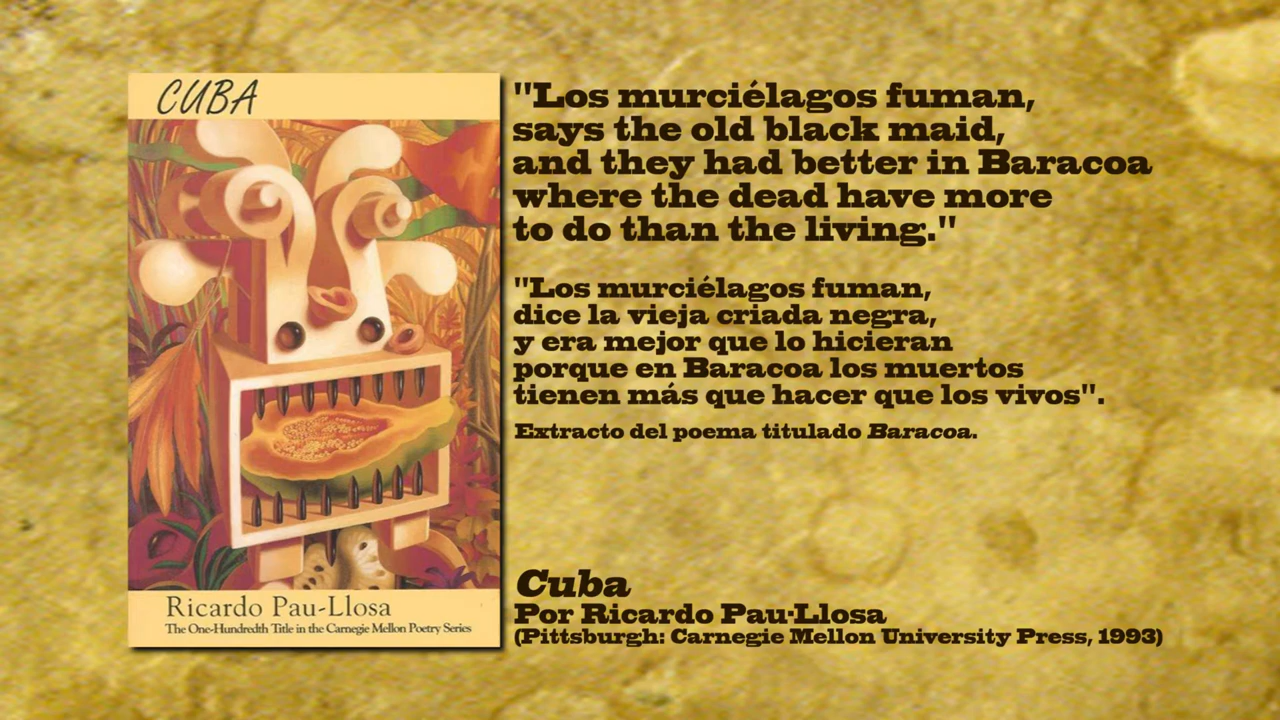 CUBA
Ricardo Pau-Llosa
The One-Hundredth Title in the Carnegie Mellon Poetry Series
"Los murciélagos fuman,
says the old black maid,
and they had better in Baracoa
where the dead have more
to do than the living."
"Los murciélagos fuman,
dice la vieja criada negra,
y era mejor que lo hicieran
porque en Baracoa los muertos
tienen más que hacer que los vivos".
Extracto del poema titulado Baracoa.
Cuba
Por Ricardo Pau-Llosa
(Pittsburgh: Carnegie Mellon University Press, 1993)